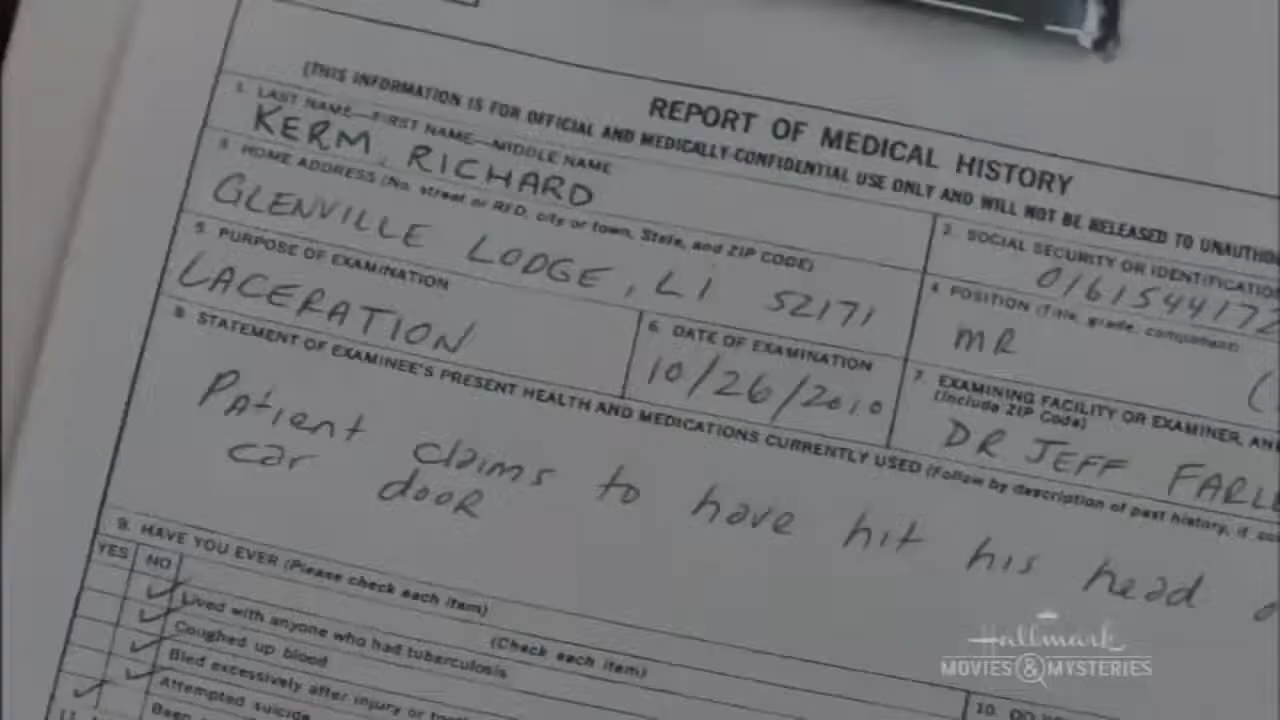 REPORT OF MEDICAL HISTORY
(THIS INFORMATION IS FOR OFFICIAL AND MEDICALLY-CONFIDENTIAL USE ONLY AND WILL NOT BE RELEASED TO UNAUTHO
1. LAST NAME—FIRST NAME—MIDDLE NAME
KERM, RICHARD
2. SOCIAL SECURITY OR IDENTIFICATIO
0161544172
3. HOME ADDRESS (No. street or RFD, city or town, State, and ZIP CODE)
GLENVILLE LODGE, LI 52171
4. POSITION (Title, grade, component)
MR
5. PURPOSE OF EXAMINATION
LACERATION
6. DATE OF EXAMINATION
10/26/2010
7. EXAMINING FACILITY OR EXAMINER, AN
(Include ZIP Code)
DR JEFF FARL
8. STATEMENT OF EXAMINEE'S PRESENT HEALTH AND MEDICATIONS CURRENTLY USED (Follow by description of past history, if co
Patient claims to have hit his head
car door
9. HAVE YOU EVER (Please check each item)
YES NO
(Check each item)
Lived with anyone who had tuberculosis
Coughed up blood
Bled excessively after injury or toot
Attempted suicide
10.
11.
Hallmark
MOVIES & MYSTERIES